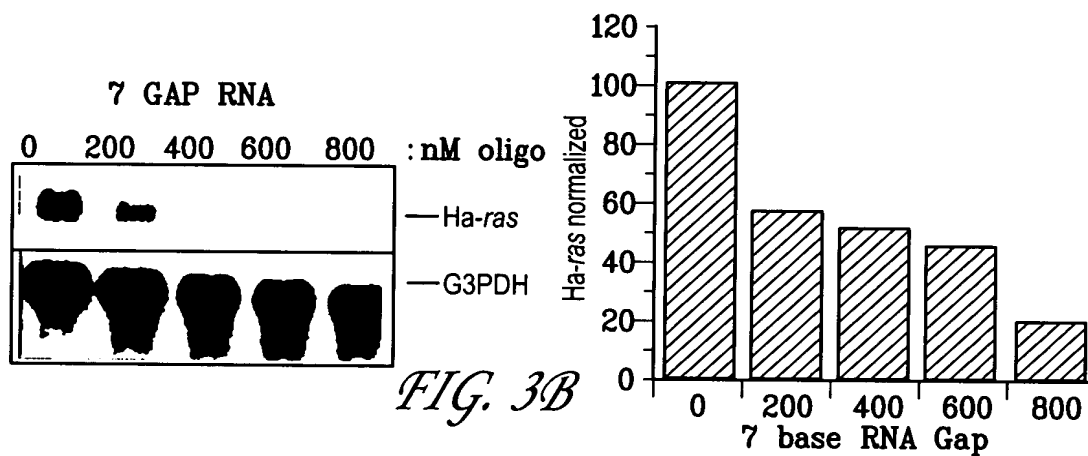 7 GAP RNA
0 200 400 600 800 :nM oligo
Ha-ras
G3PDH
FIG. 3B
Ha-ras normalized
120
100
80
60
40
20
0
0 200 400 600 800
7 base RNA Gap